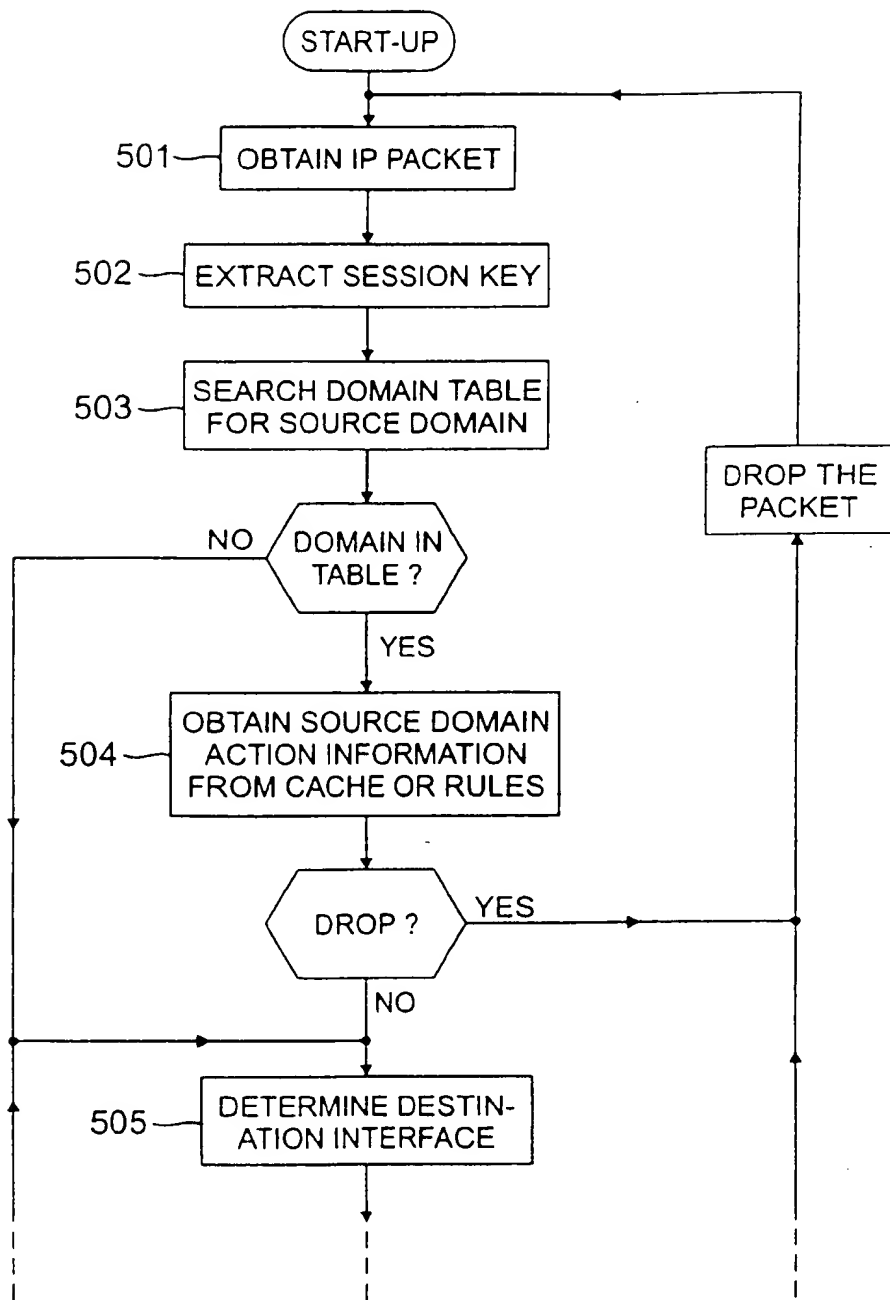 START-UP
501
OBTAIN IP PACKET
502
EXTRACT SESSION KEY
503
SEARCH DOMAIN TABLE
FOR SOURCE DOMAIN
DROP THE
PACKET
NO
DOMAIN IN
TABLE ?
YES
504
OBTAIN SOURCE DOMAIN
ACTION INFORMATION
FROM CACHE OR RULES
DROP ?
YES
NO
505
DETERMINE DESTIN-
ATION INTERFACE